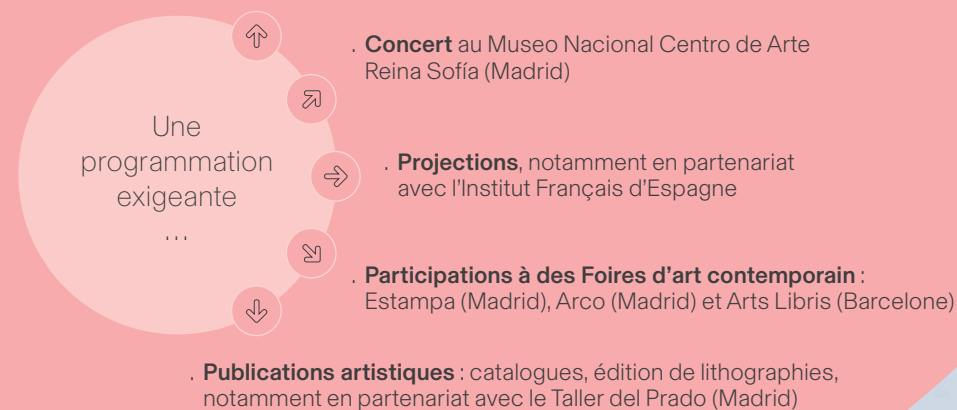 Une
programmation
exigeante
...
. Concert au Museo Nacional Centro de Arte
Reina Sofía (Madrid)
. Projections, notamment en partenariat
avec l'Institut Français d'Espagne
. Participations à des Foires d'art contemporain :
Estampa (Madrid), Arco (Madrid) et Arts Libris (Barcelone)
. Publications artistiques : catalogues, édition de lithographies,
notamment en partenariat avec le Taller del Prado (Madrid)